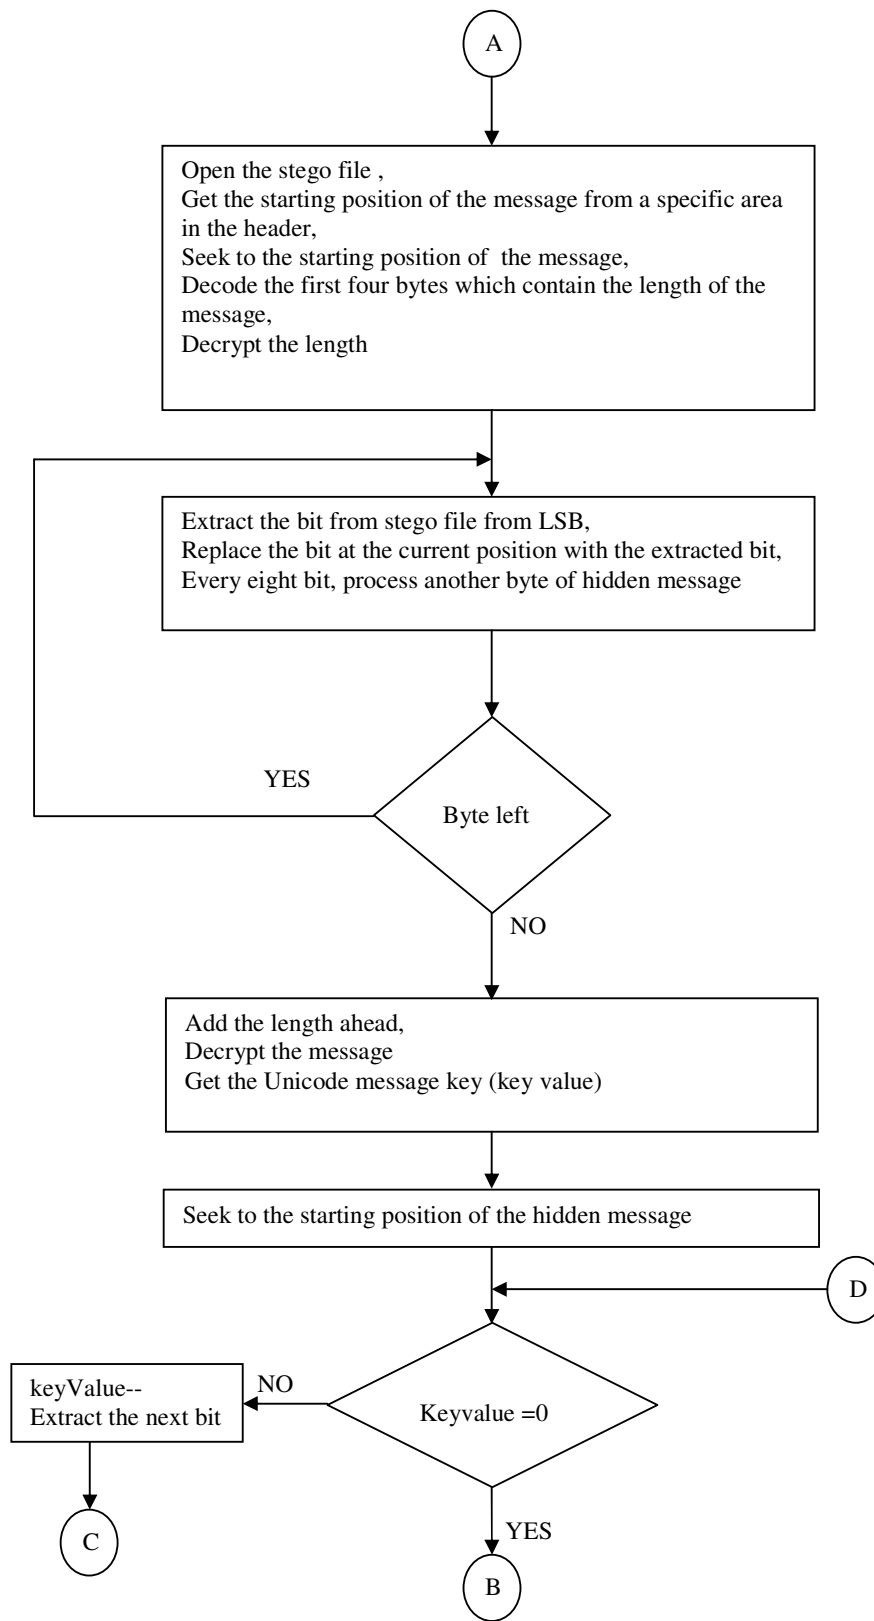 A
Open the stego file ,
Get the starting position of the message from a specific area
in the header,
Seek to the starting position of  the message,
Decode the first four bytes which contain the length of the
message,
Decrypt the length
Extract the bit from stego file from LSB,
Replace the bit at the current position with the extracted bit,
Every eight bit, process another byte of hidden message
YES
Byte left
NO
Add the length ahead,
Decrypt the message
Get the Unicode message key (key value)
Seek to the starting position of the hidden message
D
keyValue--
Extract the next bit
NO
Keyvalue =0
C
YES
B